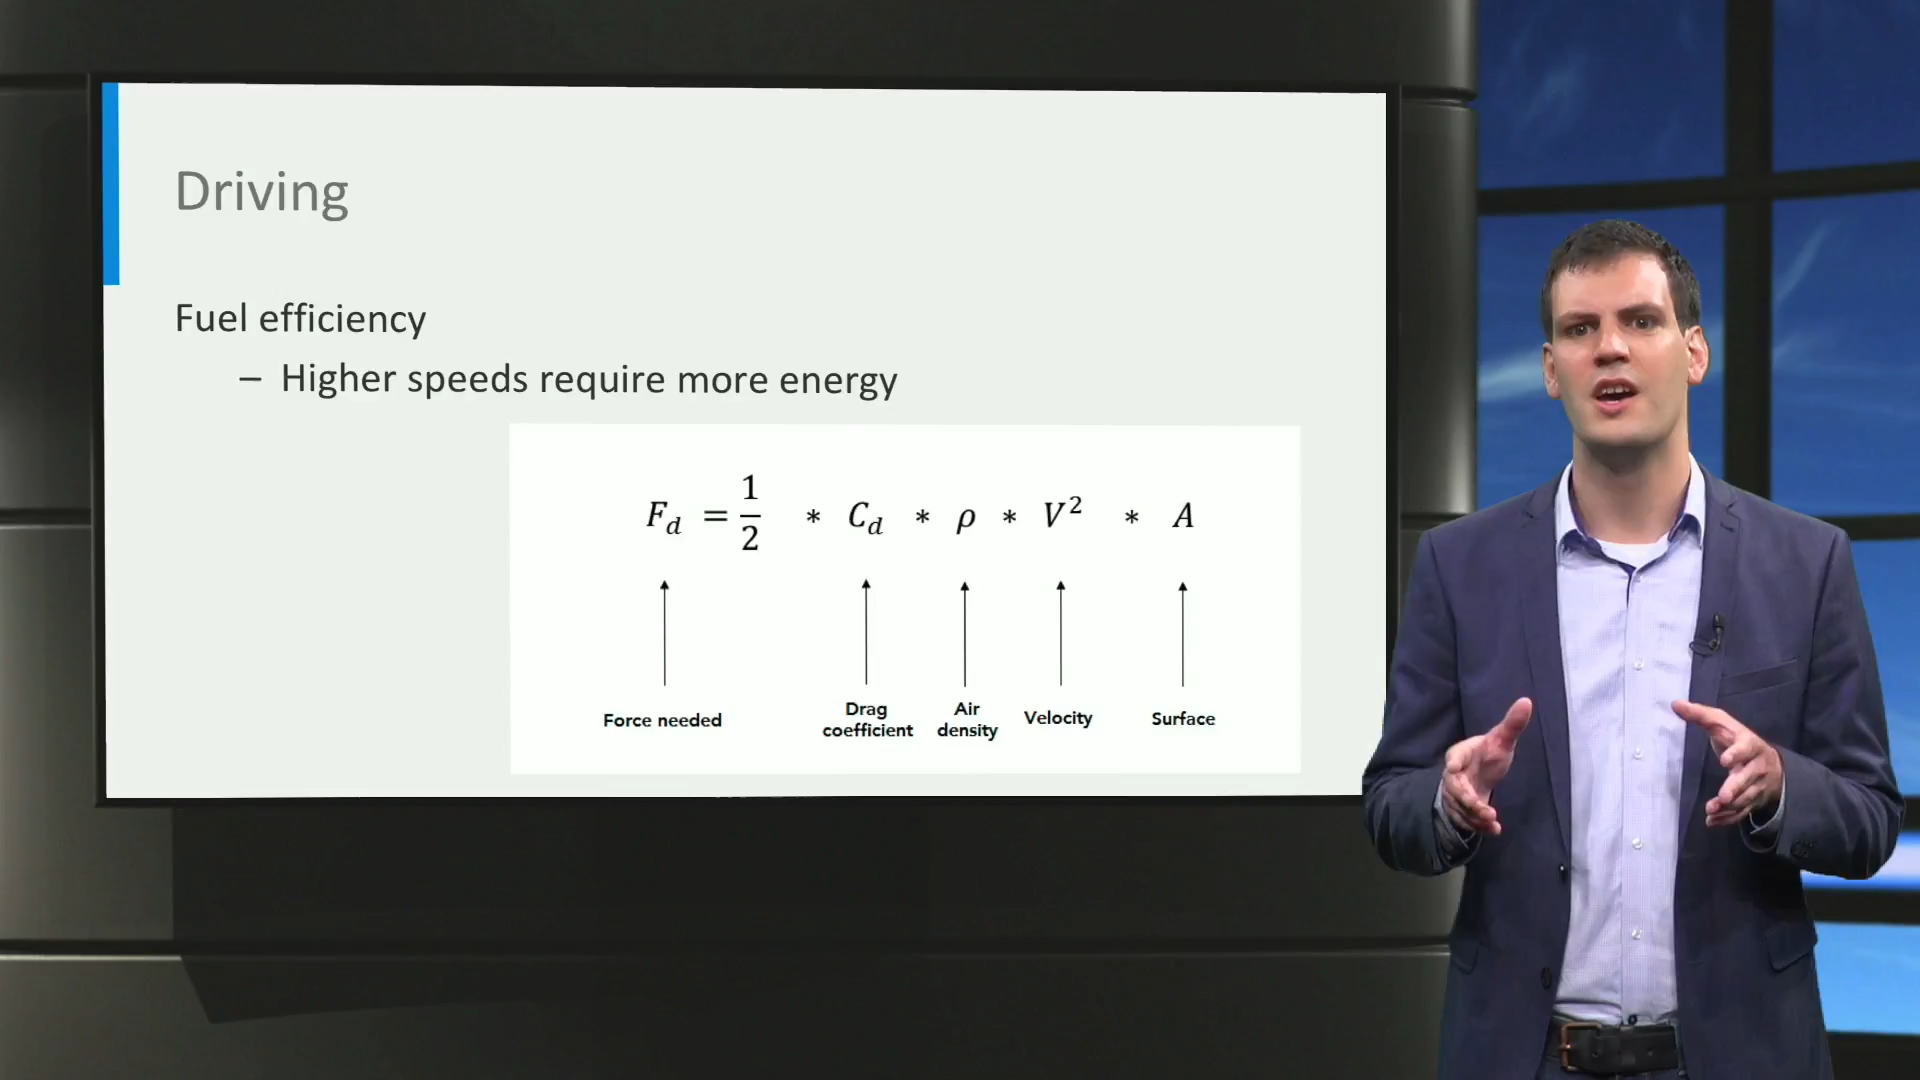 Driving
Fuel efficiency
– Higher speeds require more energy
F_d = 1/2 * C_d * ρ * V² * A
Force needed
Drag
coefficient
Air
density
Velocity
Surface